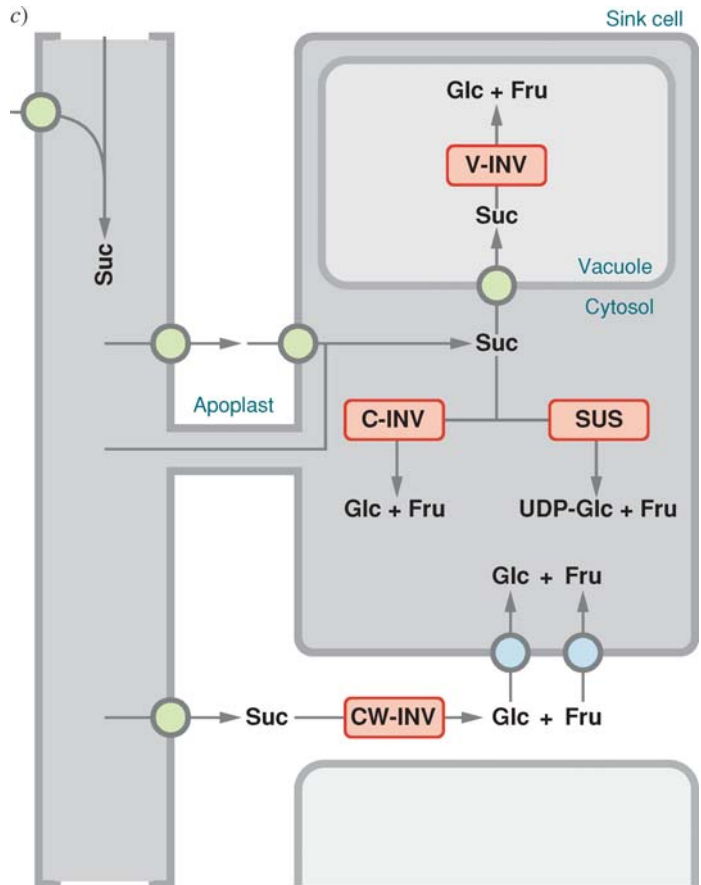 c)
Sink cell
Glc + Fru
V-INV
Suc
Vacuole
Cytosol
Suc
Suc
Apoplast
C-INV
SUS
Glc + Fru
UDP-Glc + Fru
Glc + Fru
Suc
CW-INV
Glc + Fru